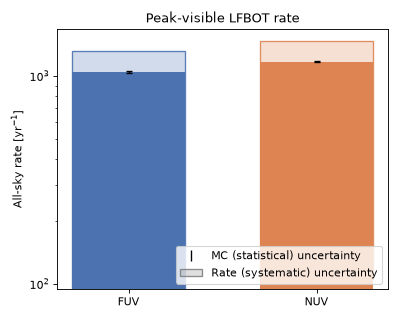 Peak-visible LFBOT rate
All-sky rate [yr⁻¹]
10³
10²
FUV
NUV
MC (statistical) uncertainty
Rate (systematic) uncertainty